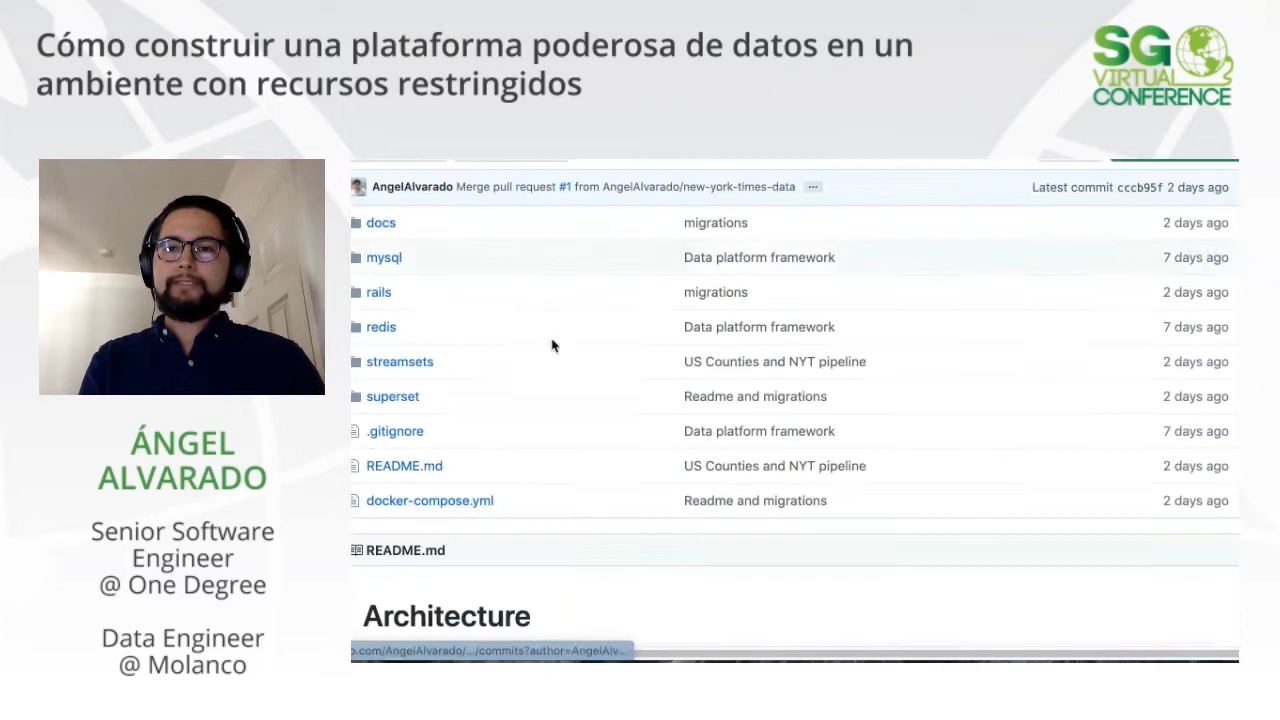 Cómo construir una plataforma poderosa de datos en un
ambiente con recursos restringidos
SG
VIRTUAL
CONFERENCE
AngelAlvarado Merge pull request #1 from AngelAlvarado/new-york-times-data ...
Latest commit cccb95f 2 days ago
docs migrations 2 days ago
mysql Data platform framework 7 days ago
rails migrations 2 days ago
redis Data platform framework 7 days ago
streamsets US Counties and NYT pipeline 2 days ago
superset Readme and migrations 2 days ago
.gitignore Data platform framework 7 days ago
README.md US Counties and NYT pipeline 2 days ago
docker-compose.yml Readme and migrations 2 days ago
README.md
Architecture
o.com/AngelAlvarado/.../commits?author=AngelAlv...
ÁNGEL
ALVARADO
Senior Software
Engineer
@ One Degree
Data Engineer
@ Molanco